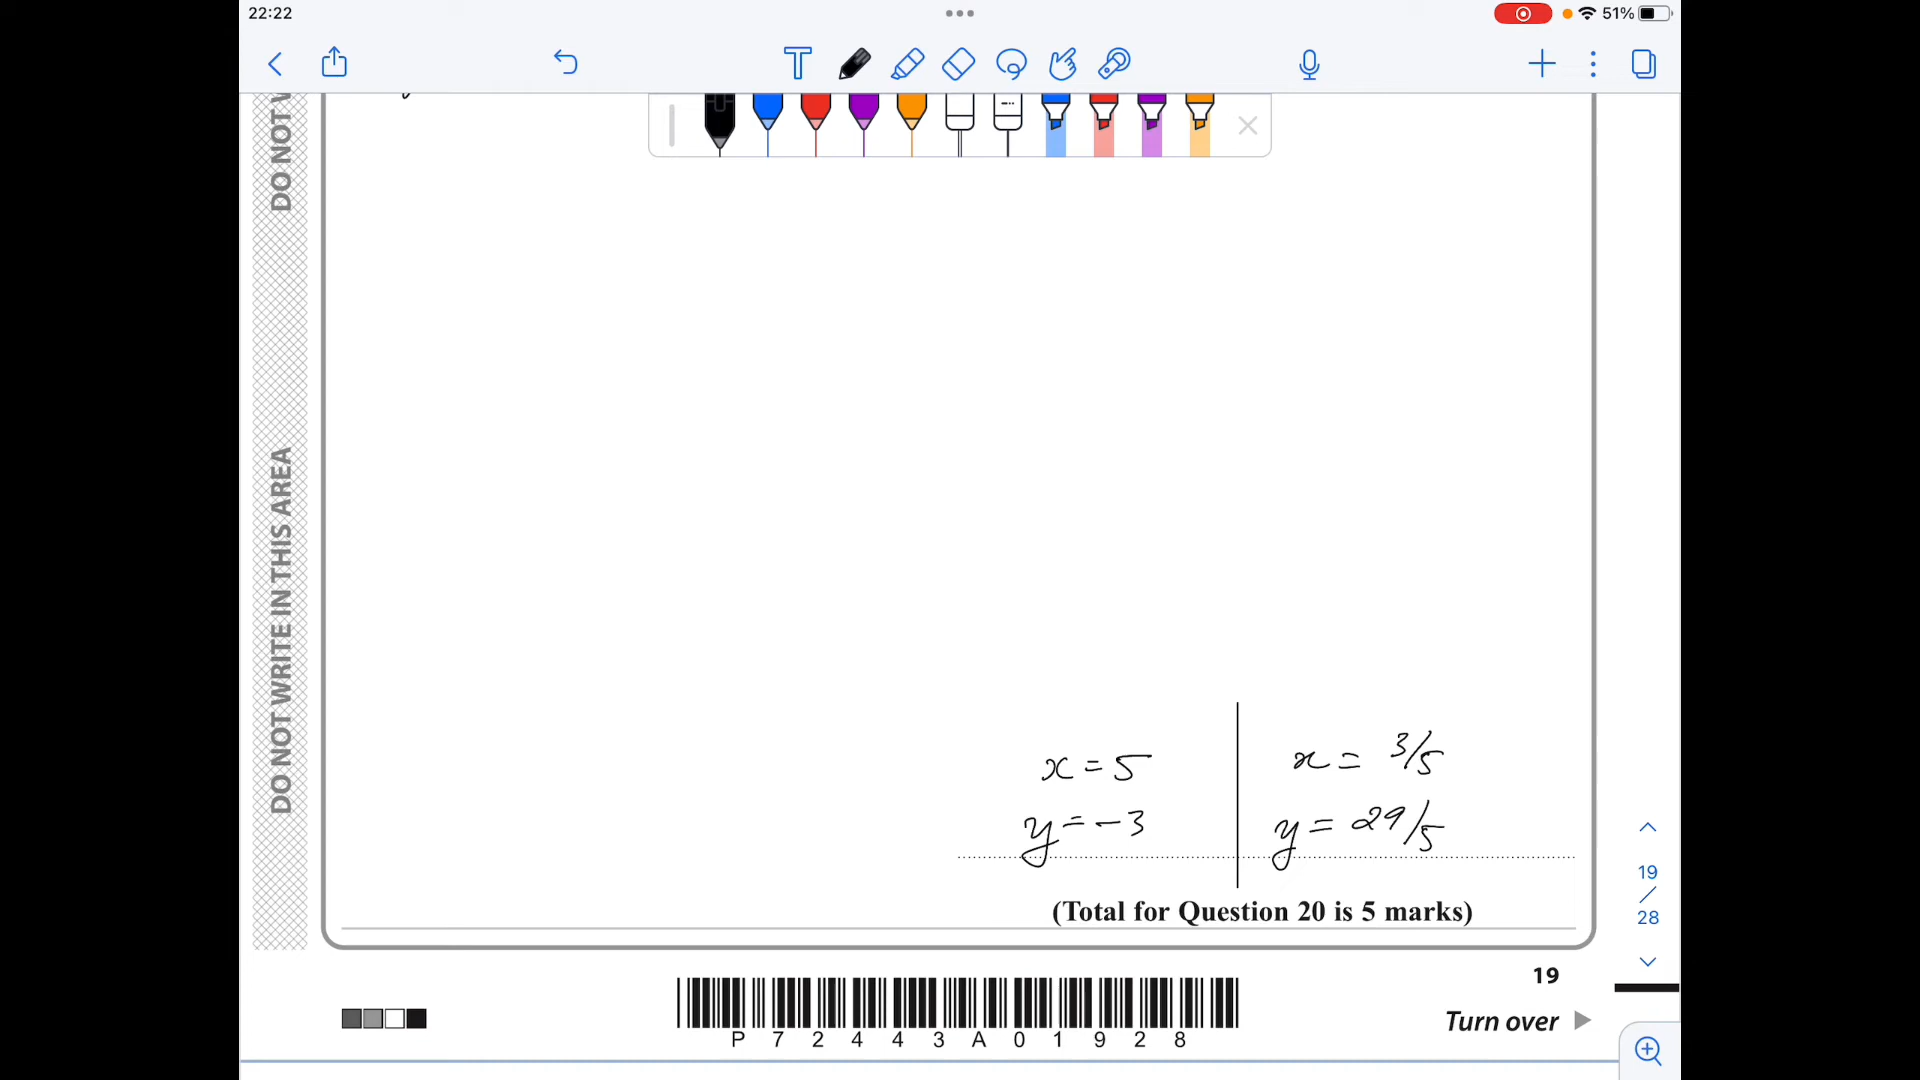 22:22
51%
T
DO NOT W
DO NOT WRITE IN THIS AREA
x = 5
y = -3
x = 3/5
y = 29/5
(Total for Question 20 is 5 marks)
19
/
28
19
Turn over
P 7 2 4 4 3 A 0 1 9 2 8